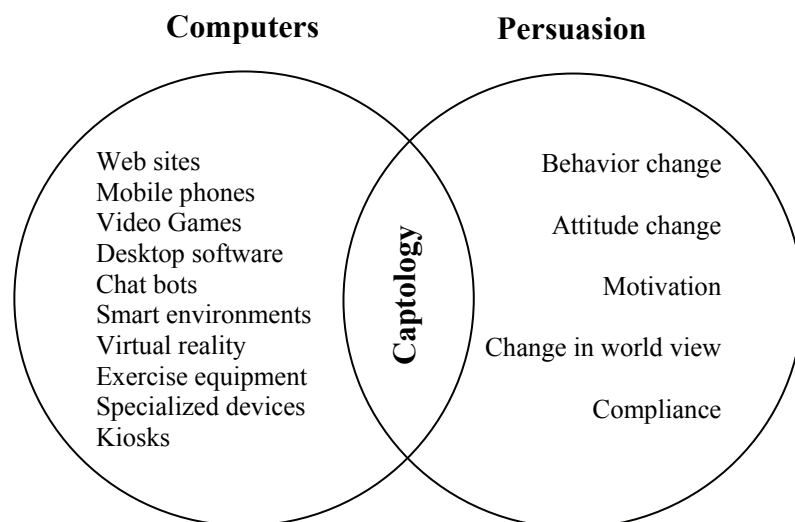 Computers
Persuasion
Web sites
Mobile phones
Video Games
Desktop software
Chat bots
Smart environments
Virtual reality
Exercise equipment
Specialized devices
Kiosks
Captology
Behavior change
Attitude change
Motivation
Change in world view
Compliance